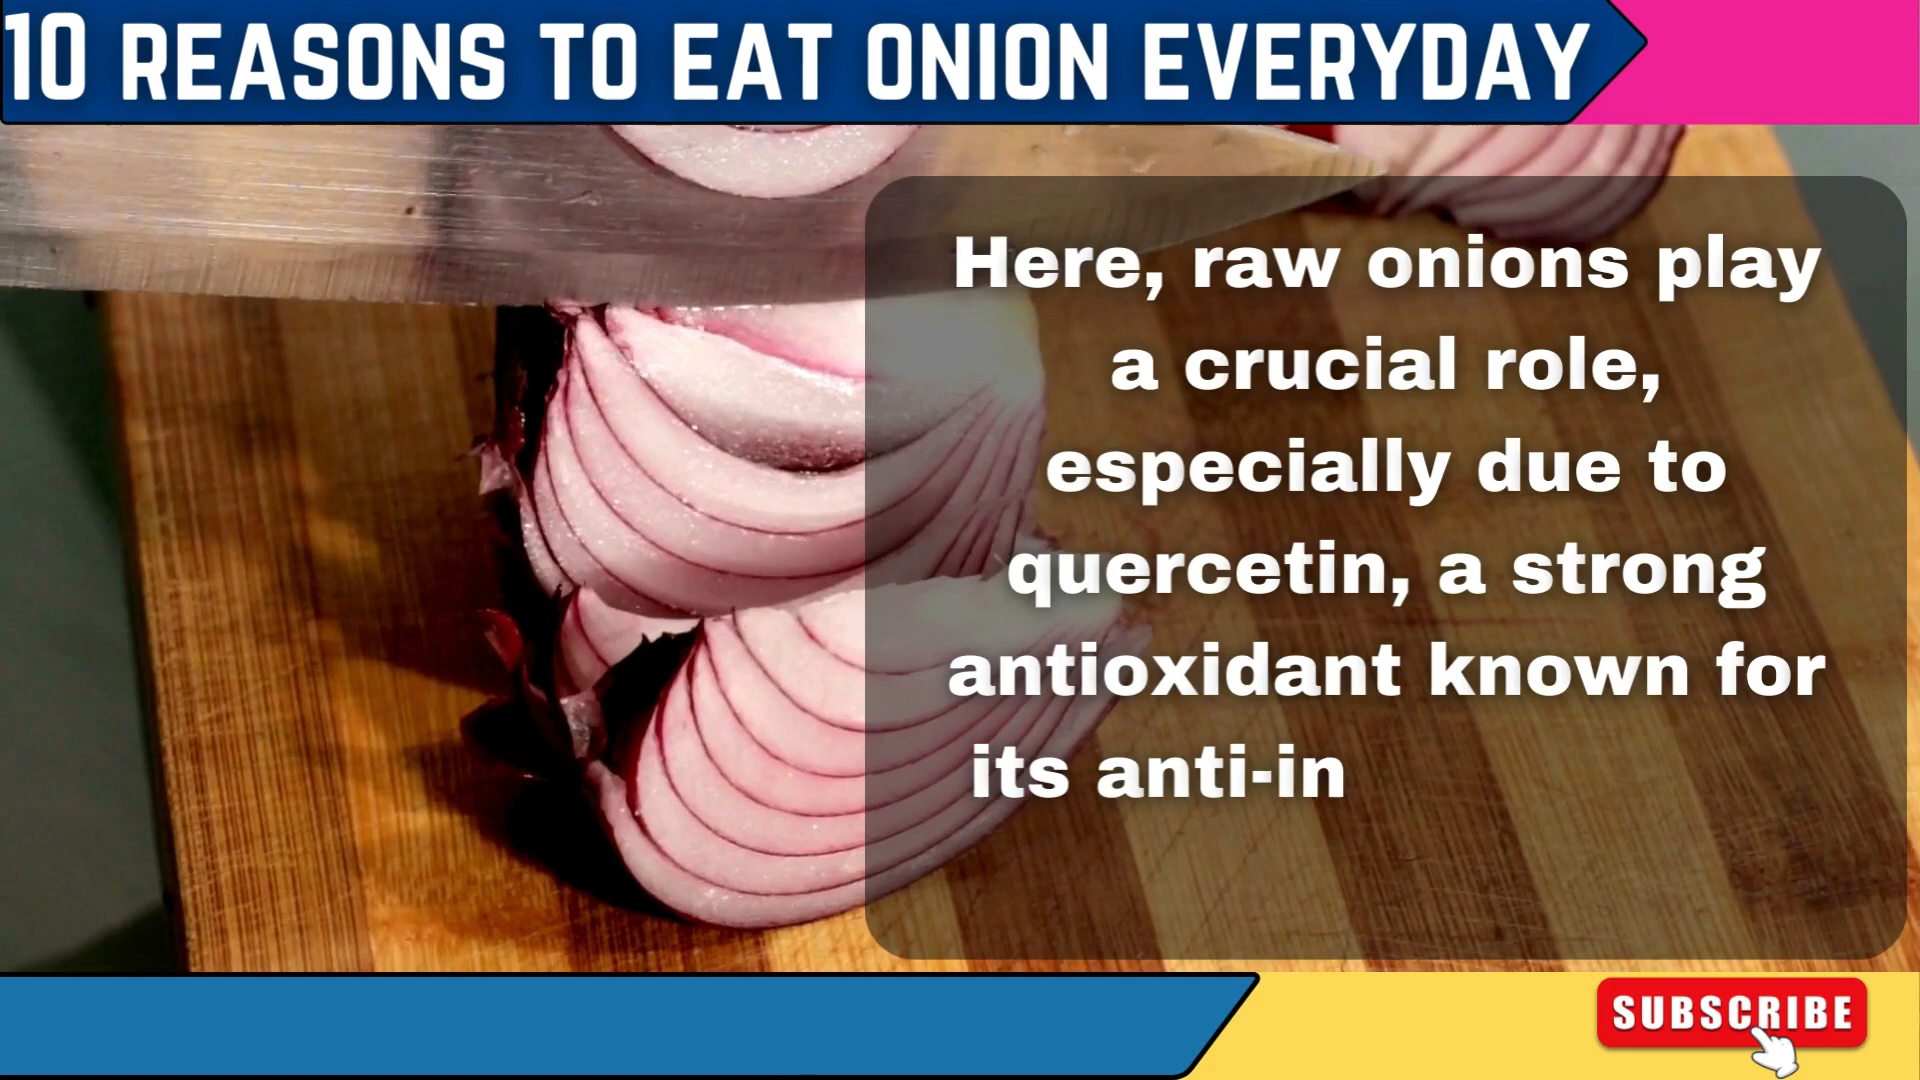 10 REASONS TO EAT ONION EVERYDAY
Here, raw onions play
a crucial role,
especially due to
quercetin, a strong
antioxidant known for
its anti-in
SUBSCRIBE